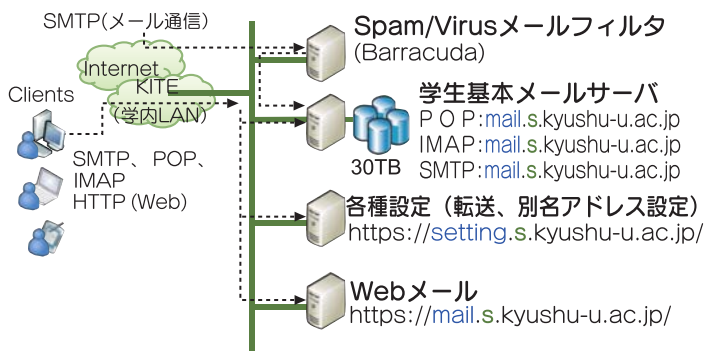 SMTP(メール通信)
Internet
KITE
(学内LAN)
Clients
SMTP、POP、
IMAP
HTTP(Web)
Spam/Virusメールフィルタ
(Barracuda)
学生基本メールサーバ
POP:mail.s.kyushu-u.ac.jp
IMAP:mail.s.kyushu-u.ac.jp
SMTP:mail.s.kyushu-u.ac.jp
30TB
各種設定（転送、別名アドレス設定）
https://setting.s.kyushu-u.ac.jp/
Webメール
https://mail.s.kyushu-u.ac.jp/